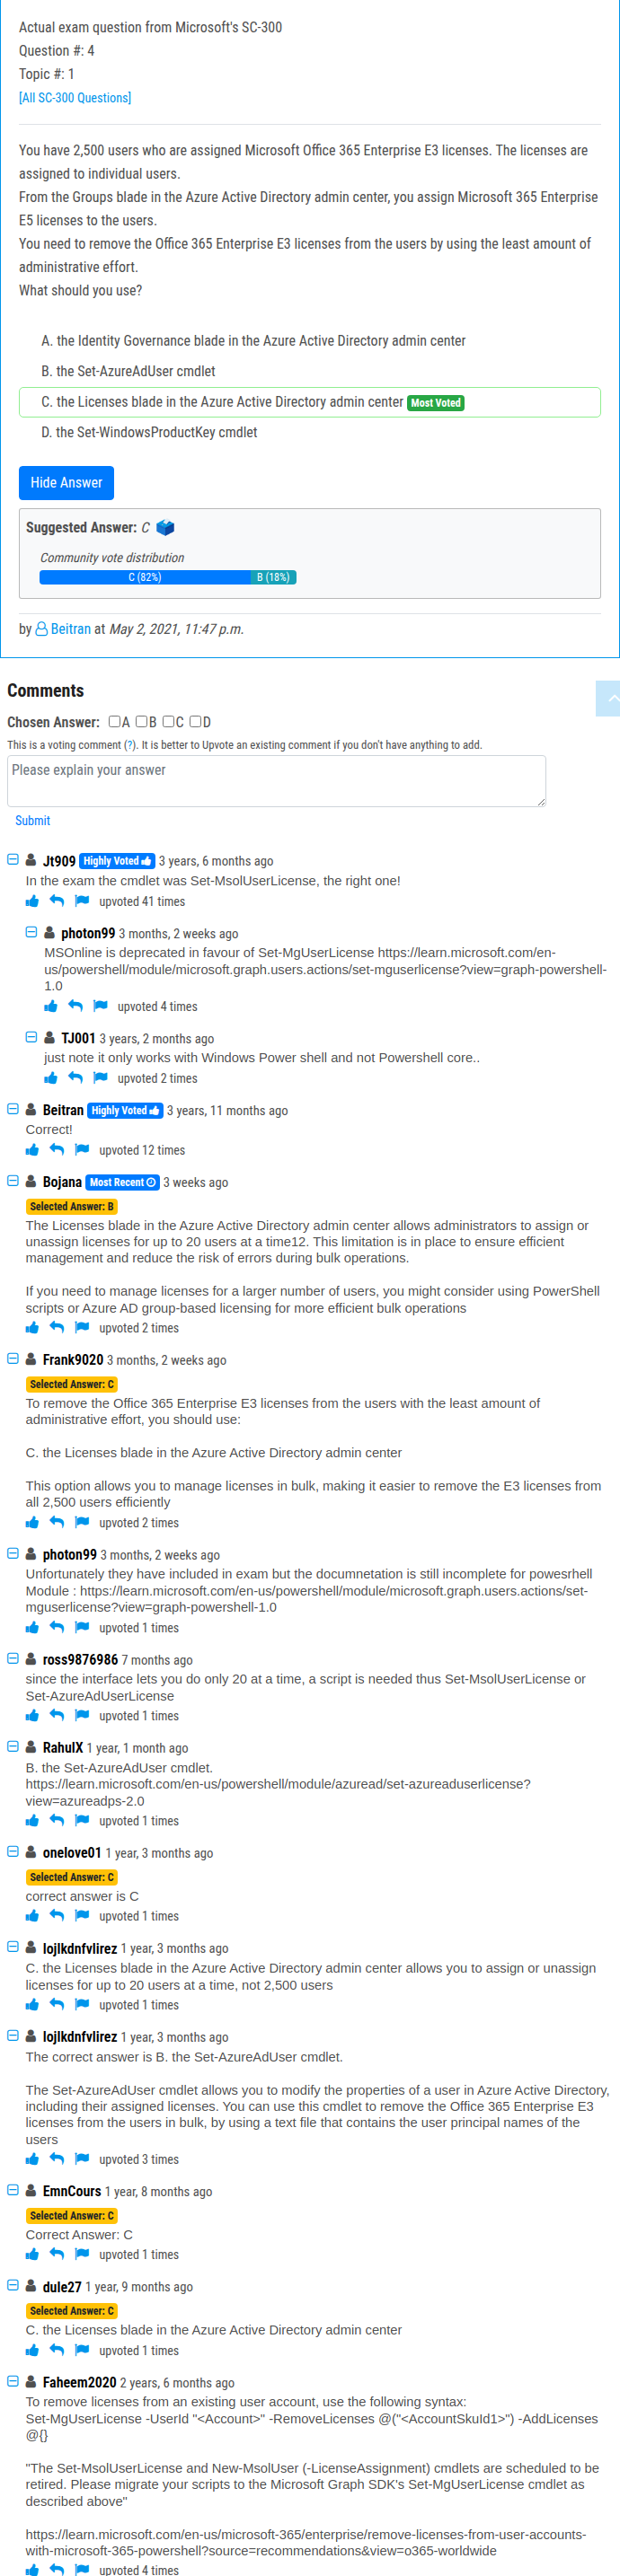 Actual exam question from Microsoft's SC-300
Question #: 4
Topic #: 1
[All SC-300 Questions]
You have 2,500 users who are assigned Microsoft Office 365 Enterprise E3 licenses. The licenses are
assigned to individual users.
From the Groups blade in the Azure Active Directory admin center, you assign Microsoft 365 Enterprise
E5 licenses to the users.
You need to remove the Office 365 Enterprise E3 licenses from the users by using the least amount of
administrative effort.
What should you use?
A. the Identity Governance blade in the Azure Active Directory admin center
B. the Set-AzureAdUser cmdlet
C. the Licenses blade in the Azure Active Directory admin center Most Voted
D. the Set-WindowsProductKey cmdlet
Hide Answer
Suggested Answer: C
Community vote distribution
C (82%) B (18%)
by Beitran at May 2, 2021, 11:47 p.m.
Comments
Chosen Answer: A B C D
This is a voting comment (?). It is better to Upvote an existing comment if you don't have anything to add.
Please explain your answer
Submit
Jt909 Highly Voted 3 years, 6 months ago
In the exam the cmdlet was Set-MsolUserLicense, the right one!
upvoted 41 times
photon99 3 months, 2 weeks ago
MSOnline is deprecated in favour of Set-MgUserLicense https://learn.microsoft.com/en-
us/powershell/module/microsoft.graph.users.actions/set-mguserlicense?view=graph-powershell-
1.0
upvoted 4 times
TJ001 3 years, 2 months ago
just note it only works with Windows Power shell and not Powershell core..
upvoted 2 times
Beitran Highly Voted 3 years, 11 months ago
Correct!
upvoted 12 times
Bojana Most Recent 3 weeks ago
Selected Answer: B
The Licenses blade in the Azure Active Directory admin center allows administrators to assign or
unassign licenses for up to 20 users at a time12. This limitation is in place to ensure efficient
management and reduce the risk of errors during bulk operations.
If you need to manage licenses for a larger number of users, you might consider using PowerShell
scripts or Azure AD group-based licensing for more efficient bulk operations
upvoted 2 times
Frank9020 3 months, 2 weeks ago
Selected Answer: C
To remove the Office 365 Enterprise E3 licenses from the users with the least amount of
administrative effort, you should use:
C. the Licenses blade in the Azure Active Directory admin center
This option allows you to manage licenses in bulk, making it easier to remove the E3 licenses from
all 2,500 users efficiently
upvoted 2 times
photon99 3 months, 2 weeks ago
Unfortunately they have included in exam but the documnetation is still incomplete for powesrhell
Module : https://learn.microsoft.com/en-us/powershell/module/microsoft.graph.users.actions/set-
mguserlicense?view=graph-powershell-1.0
upvoted 1 times
ross9876986 7 months ago
since the interface lets you do only 20 at a time, a script is needed thus Set-MsolUserLicense or
Set-AzureAdUserLicense
upvoted 1 times
RahulX 1 year, 1 month ago
B. the Set-AzureAdUser cmdlet.
https://learn.microsoft.com/en-us/powershell/module/azuread/set-azureaduserlicense?
view=azureadps-2.0
upvoted 1 times
onelove01 1 year, 3 months ago
Selected Answer: C
correct answer is C
upvoted 1 times
lojlkdnfvlirez 1 year, 3 months ago
C. the Licenses blade in the Azure Active Directory admin center allows you to assign or unassign
licenses for up to 20 users at a time, not 2,500 users
upvoted 1 times
lojlkdnfvlirez 1 year, 3 months ago
The correct answer is B. the Set-AzureAdUser cmdlet.
The Set-AzureAdUser cmdlet allows you to modify the properties of a user in Azure Active Directory,
including their assigned licenses. You can use this cmdlet to remove the Office 365 Enterprise E3
licenses from the users in bulk, by using a text file that contains the user principal names of the
users
upvoted 3 times
EmnCours 1 year, 8 months ago
Selected Answer: C
Correct Answer: C
upvoted 1 times
dule27 1 year, 9 months ago
Selected Answer: C
C. the Licenses blade in the Azure Active Directory admin center
upvoted 1 times
Faheem2020 2 years, 6 months ago
To remove licenses from an existing user account, use the following syntax:
Set-MgUserLicense -UserId "<Account>" -RemoveLicenses @("<AccountSkuId1>") -AddLicenses
@{}
"The Set-MsolUserLicense and New-MsolUser (-LicenseAssignment) cmdlets are scheduled to be
retired. Please migrate your scripts to the Microsoft Graph SDK's Set-MgUserLicense cmdlet as
described above"
https://learn.microsoft.com/en-us/microsoft-365/enterprise/remove-licenses-from-user-accounts-
with-microsoft-365-powershell?source=recommendations&view=o365-worldwide
upvoted 4 times